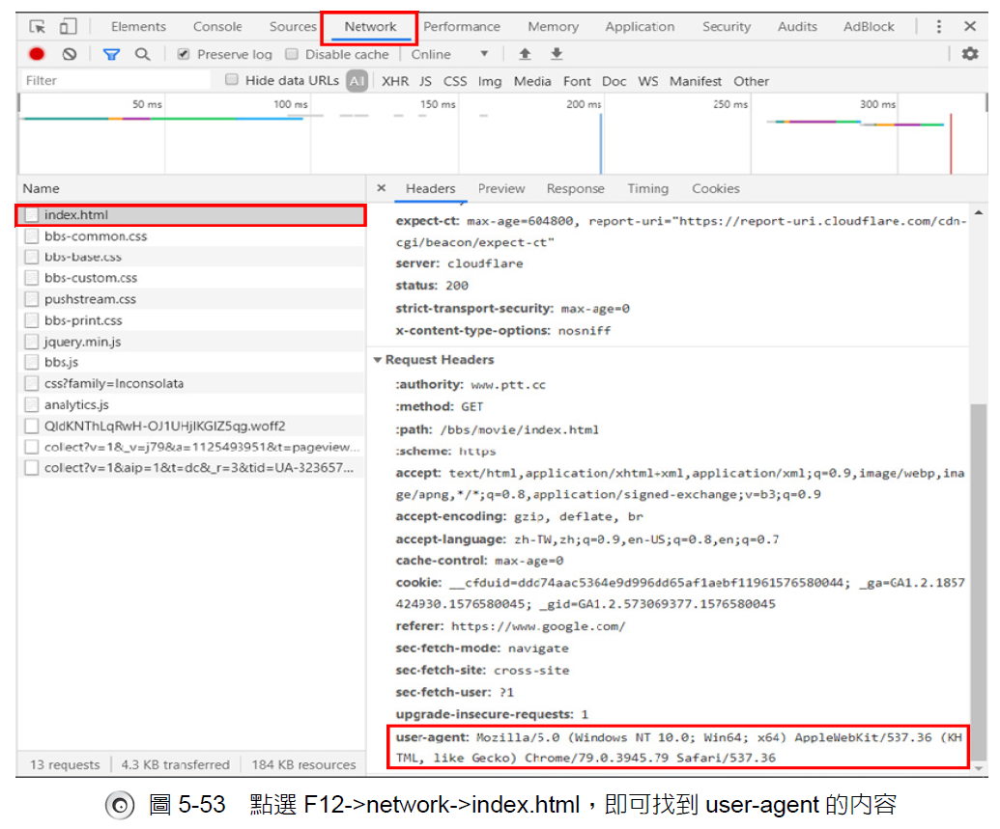 Elements Console Sources Network Performance Memory Application Security Audits AdBlock
Preserve log Disable cache Online
Filter Hide data URLs All XHR JS CSS Img Media Font Doc WS Manifest Other
50 ms 100 ms 150 ms 200 ms 250 ms 300 ms
Name
index.html
bbs-common.css
bbs-base.css
bbs-custom.css
pushstream.css
bbs-print.css
jquery.min.js
bbs.js
css?family=Inconsolata
analytics.js
QldKNThLqRwH-OJ1UHjlKGlZ5qg.woff2
collect?v=1&_v=j79&a=1125493951&t=pageview...
collect?v=1&aip=1&t=dc&_r=3&tid=UA-323657...
13 requests 4.3 KB transferred 184 KB resources
Headers Preview Response Timing Cookies
expect-ct: max-age=604800, report-uri="https://report-uri.cloudflare.com/cdn-
cgi/beacon/expect-ct"
server: cloudflare
status: 200
strict-transport-security: max-age=0
x-content-type-options: nosniff
Request Headers
:authority: www.ptt.cc
:method: GET
:path: /bbs/movie/index.html
:scheme: https
accept: text/html,application/xhtml+xml,application/xml;q=0.9,image/webp,ima
ge/apng,*/*;q=0.8,application/signed-exchange;v=b3;q=0.9
accept-encoding: gzip, deflate, br
accept-language: zh-TW,zh;q=0.9,en-US;q=0.8,en;q=0.7
cache-control: max-age=0
cookie: __cfduid=ddc74aac5364e9d996dd65af1aebf11961576580044; _ga=GA1.2.1857
424930.1576580045; _gid=GA1.2.573069377.1576580045
referer: https://www.google.com/
sec-fetch-mode: navigate
sec-fetch-site: cross-site
sec-fetch-user: ?1
upgrade-insecure-requests: 1
user-agent: Mozilla/5.0 (Windows NT 10.0; Win64; x64) AppleWebKit/537.36 (KH
TML, like Gecko) Chrome/79.0.3945.79 Safari/537.36
圖 5-53 點選 F12->network->index.html，即可找到 user-agent 的內容